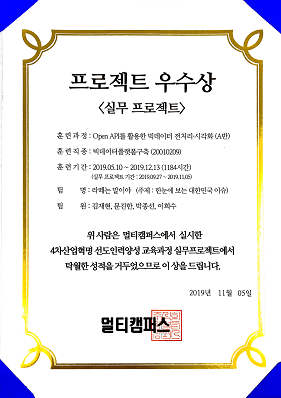 프로젝트 우수상
<실무 프로젝트>
훈련과정 : Open API를 활용한 빅데이터 전처리·시각화 (A반)
훈련직종 : 빅데이터플랫폼구축 (20010209)
훈련기간 : 2019.05.10 ~ 2019.12.13 (1184시간)
(실무 프로젝트 기간 : 2019.09.27 ~ 2019.11.05)
팀 명 : 라떼는 말이야 (주제 : 한눈에 보는 대한민국 이슈)
팀 원 : 김재현, 문진한, 박종선, 이희수
위 사람은 멀티캠퍼스에서 실시한
4차산업혁명 선도인력양성 교육과정 실무프로젝트에서
탁월한 성적을 거두었으므로 이 상을 드립니다.
2019년 11월 05일
멀티캠퍼스